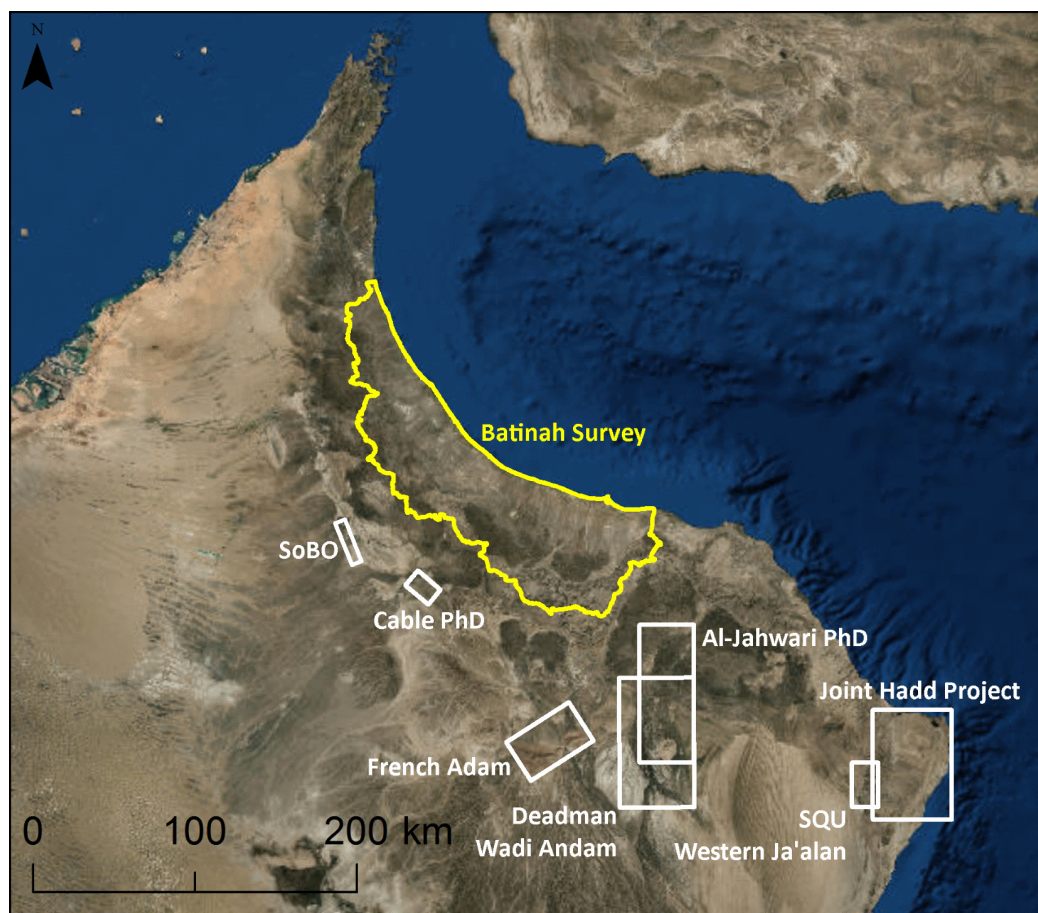 N
Batinah Survey
SoBO
Cable PhD
Al-Jahwari PhD
Joint Hadd Project
French Adam
Deadman
Wadi Andam
SQU
Western Ja'alan
0 100 200 km